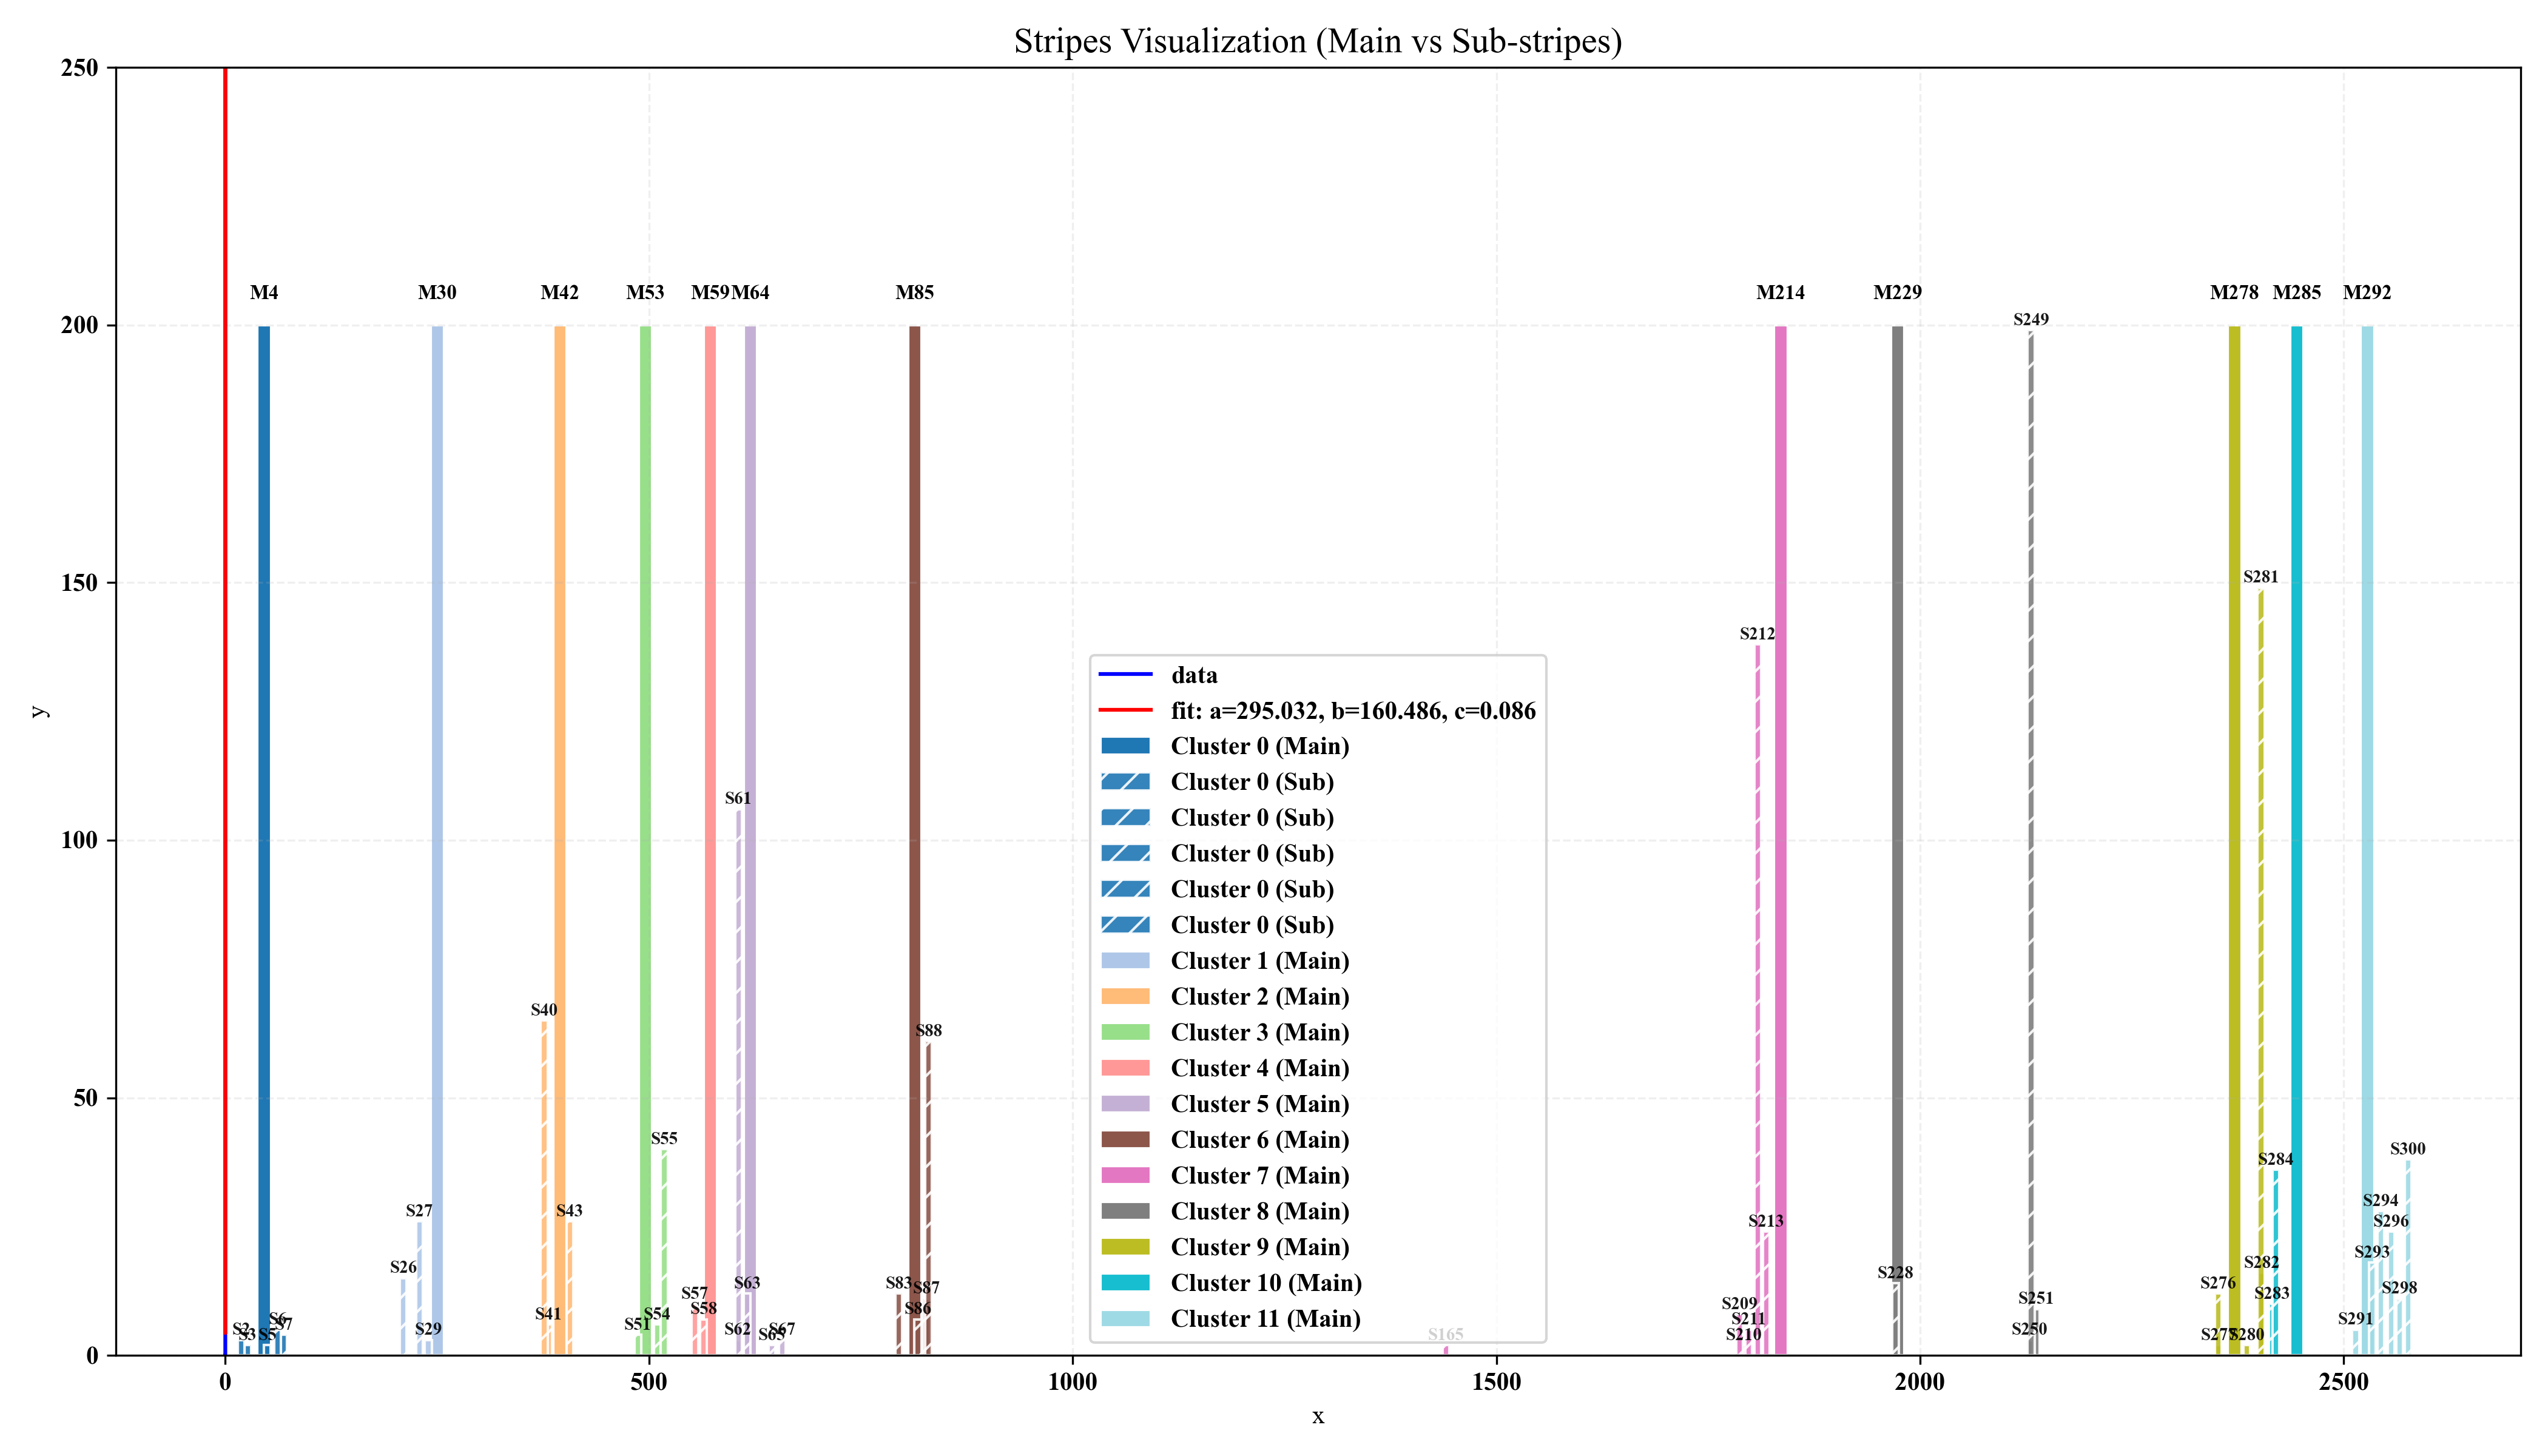 Stripes Visualization (Main vs Sub-stripes)
250
200
150
100
50
0
y
M4
M30
M42
M53
M59
M64
M85
M214
M229
M278
M285
M292
S249
S281
S212
S61
S40
S88
S55
S300
S284
S294
S27
S43
S213
S296
S293
S282
S26
S228
S63
S83
S87
S276
S298
S57
S283
S251
S209
S58
S86
S41
S54
S6
S7
S211
S291
S2
S3
S5
S29
S51
S62
S65
S67
S165
S210
S250
S277
S280
data
fit: a=295.032, b=160.486, c=0.086
Cluster 0 (Main)
Cluster 0 (Sub)
Cluster 0 (Sub)
Cluster 0 (Sub)
Cluster 0 (Sub)
Cluster 0 (Sub)
Cluster 1 (Main)
Cluster 2 (Main)
Cluster 3 (Main)
Cluster 4 (Main)
Cluster 5 (Main)
Cluster 6 (Main)
Cluster 7 (Main)
Cluster 8 (Main)
Cluster 9 (Main)
Cluster 10 (Main)
Cluster 11 (Main)
0
500
1000
1500
2000
2500
x